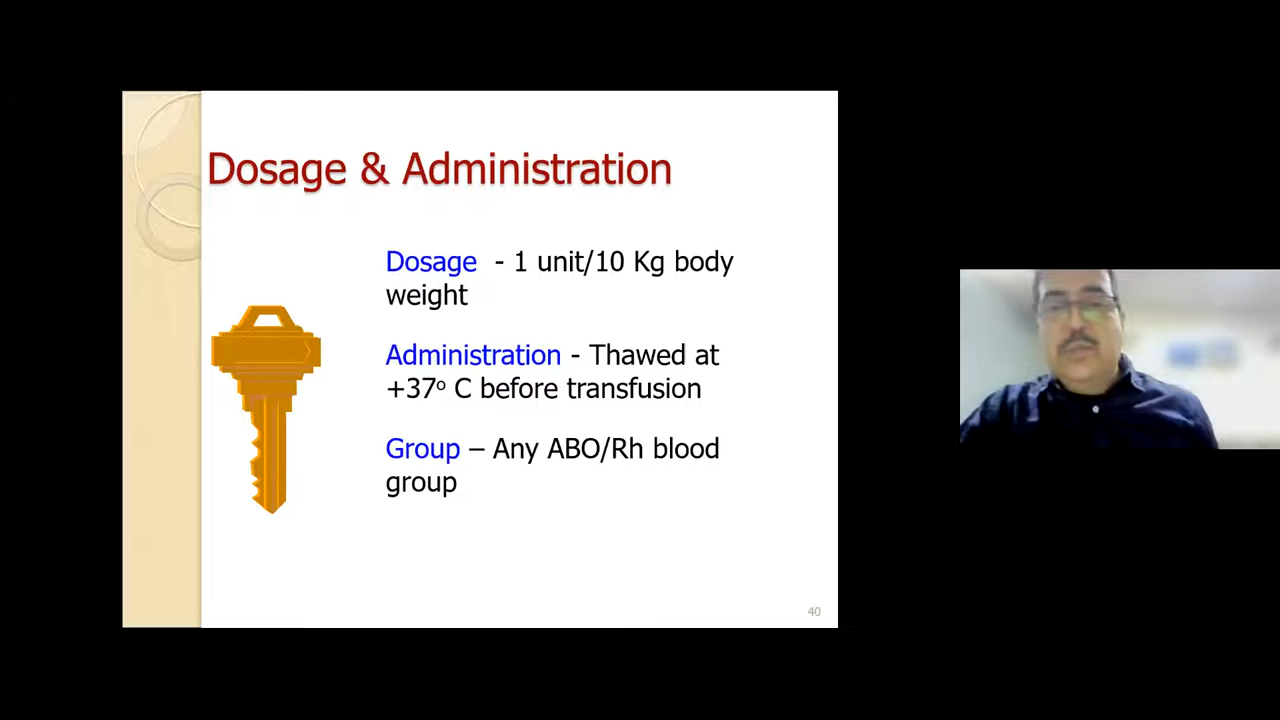 Dosage & Administration
Dosage - 1 unit/10 Kg body
weight
Administration - Thawed at
+37º C before transfusion
Group – Any ABO/Rh blood
group
40